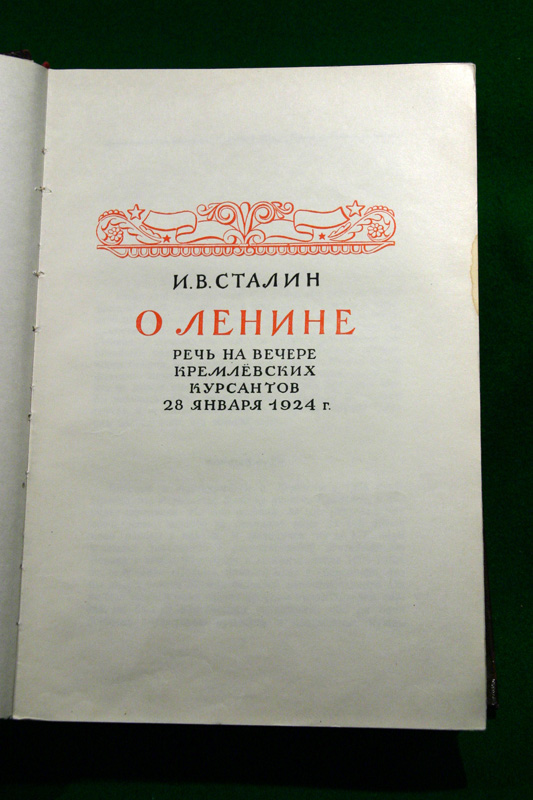 И.В.СТАЛИН
О ЛЕНИНЕ
РЕЧЬ НА ВЕЧЕРЕ
КРЕМЛЁВСКИХ
КУРСАНТОВ
28 ЯНВАРЯ 1924 г.